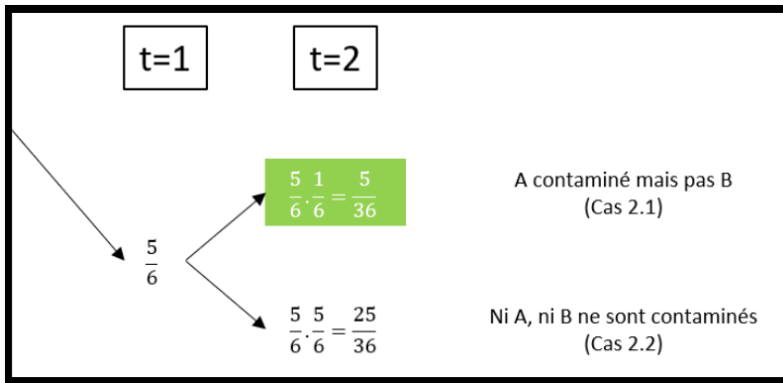 t=1 t=2
5/6 . 1/6 = 5/36
A contaminé mais pas B
(Cas 2.1)
5/6
5/6 . 5/6 = 25/36
Ni A, ni B ne sont contaminés
(Cas 2.2)